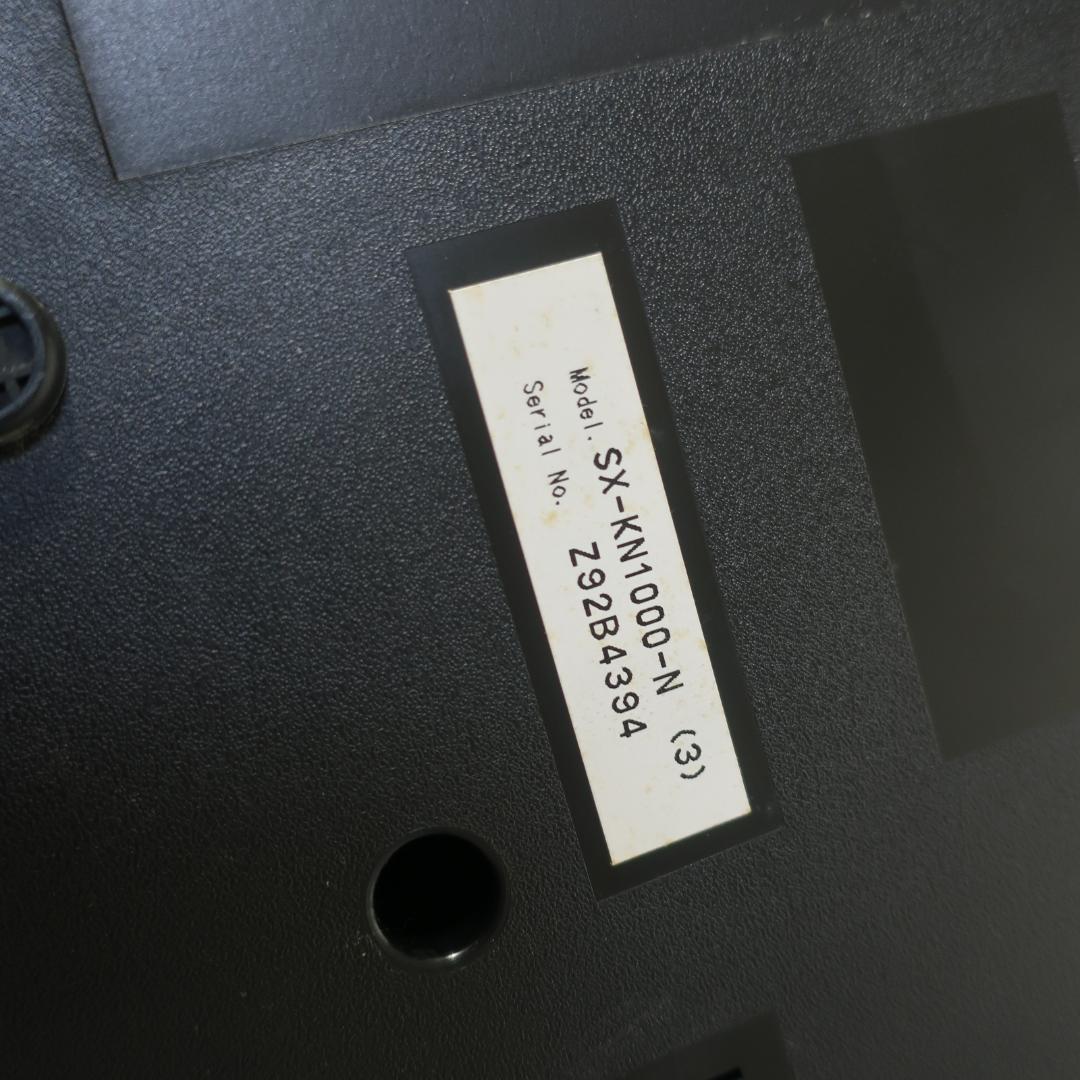 Model. SX-KN1000-N (3)
Serial No. Z92B4394